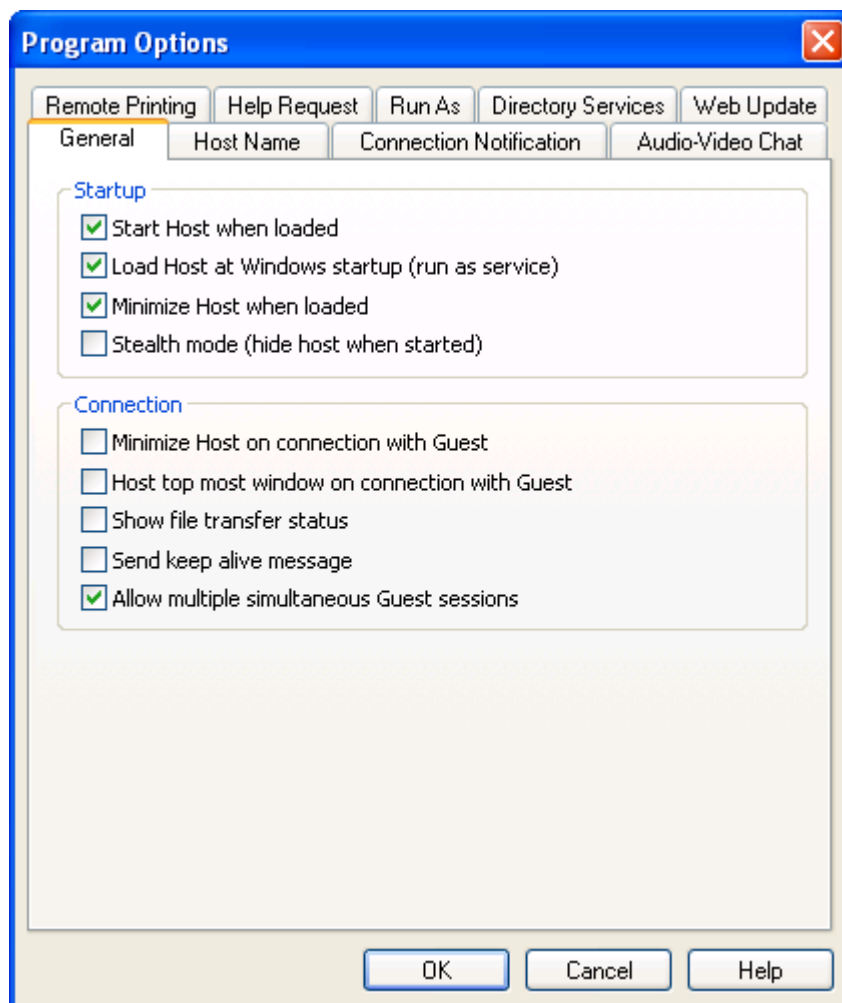 Program Options
Remote Printing Help Request Run As Directory Services Web Update
General Host Name Connection Notification Audio-Video Chat
Startup
Start Host when loaded
Load Host at Windows startup (run as service)
Minimize Host when loaded
Stealth mode (hide host when started)
Connection
Minimize Host on connection with Guest
Host top most window on connection with Guest
Show file transfer status
Send keep alive message
Allow multiple simultaneous Guest sessions
OK Cancel Help